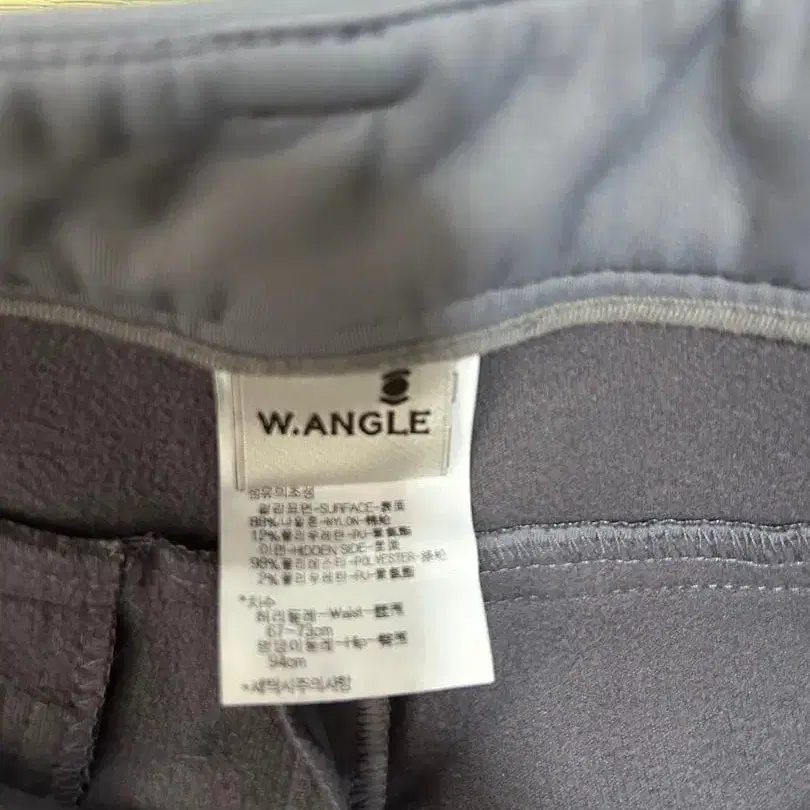 W.ANGLE
섬유의조성
겉감표면-SURFACE-表面
88%나일론-NYLON-
12%폴리우레탄-PU-聚氨酯
이면-HIDDEN SIDE-里面
98%폴리에스터-POLYESTER-
2%폴리우레탄-PU-聚氨酯
*치수
허리둘레-Waist-腰围
67~73cm
엉덩이둘레-Hip-臀围
94cm
*세탁시주의사항